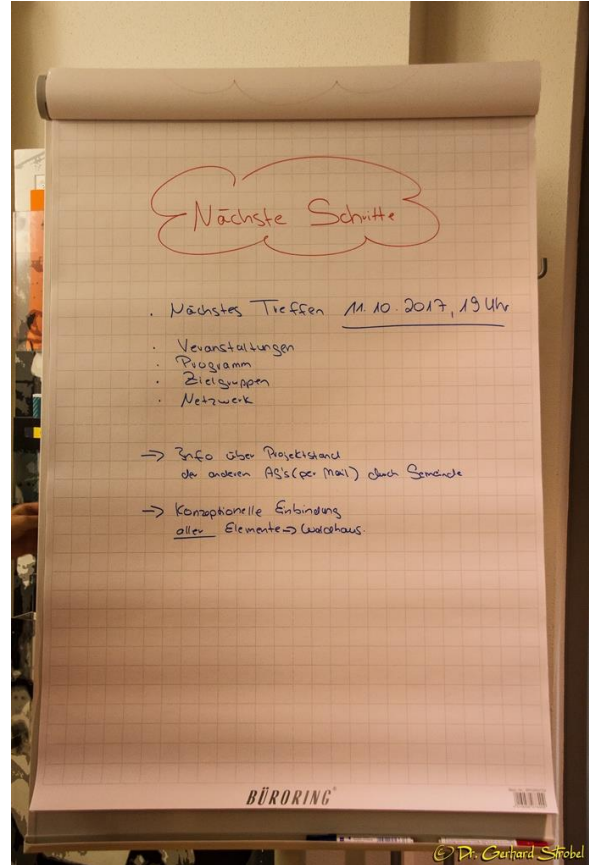 Nächste Schritte
· Nächstes Treffen 11.10.2017, 19 Uhr
· Veranstaltungen
· Programm
· Zielgruppen
· Netzwerk
→ Info über Projektstand
der anderen AG's (per Mail) durch Gemeinde
→ Konzeptionelle Einbindung
aller Elemente → Waldhaus.
BÜRORING
© Dr. Gerhard Strobel